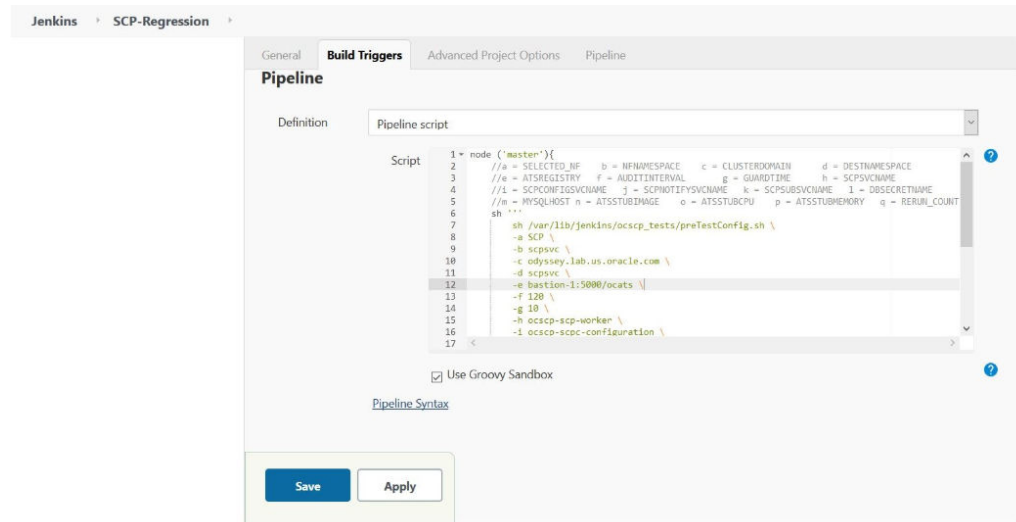 Jenkins SCP-Regression
General Build Triggers Advanced Project Options Pipeline
Pipeline
Definition Pipeline script
Script
1 node ('master'){
2 //a = SELECTED_NF b = NFNAMESPACE c = CLUSTERDOMAIN d = DESTNAMESPACE
3 //e = ATSREGISTRY f = AUDITINTERVAL g = GUARDTIME h = SCPSVCNAME
4 //i = SCPCONFIGSVCNAME j = SCPNOTIFYSVCNAME k = SCPSUBSVCNAME l = DBSECRETNAME
5 //m = MYSQLHOST n = ATSSTUBIMAGE o = ATSSTUBCPU p = ATSSTUBMEMORY q = RERUN_COUNT
6 sh '''
7 sh /var/lib/jenkins/ocscp_tests/preTestConfig.sh \
8 -a SCP \
9 -b scpsvc \
10 -c odyssey.lab.us.oracle.com \
11 -d scpsvc \
12 -e bastion-1:5000/ocats \
13 -f 120 \
14 -g 10 \
15 -h ocscp-scp-worker \
16 -i ocscp-scpc-configuration \
17
Use Groovy Sandbox
Pipeline Syntax
Save Apply